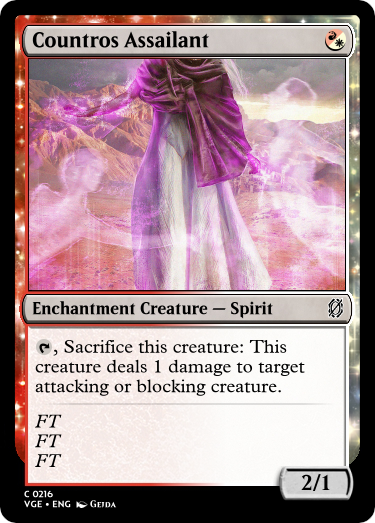 Countros Assailant
Enchantment Creature — Spirit
, Sacrifice this creature: This
creature deals 1 damage to target
attacking or blocking creature.
FT
FT
FT
2/1
C 0216
VGE • ENG Gejda